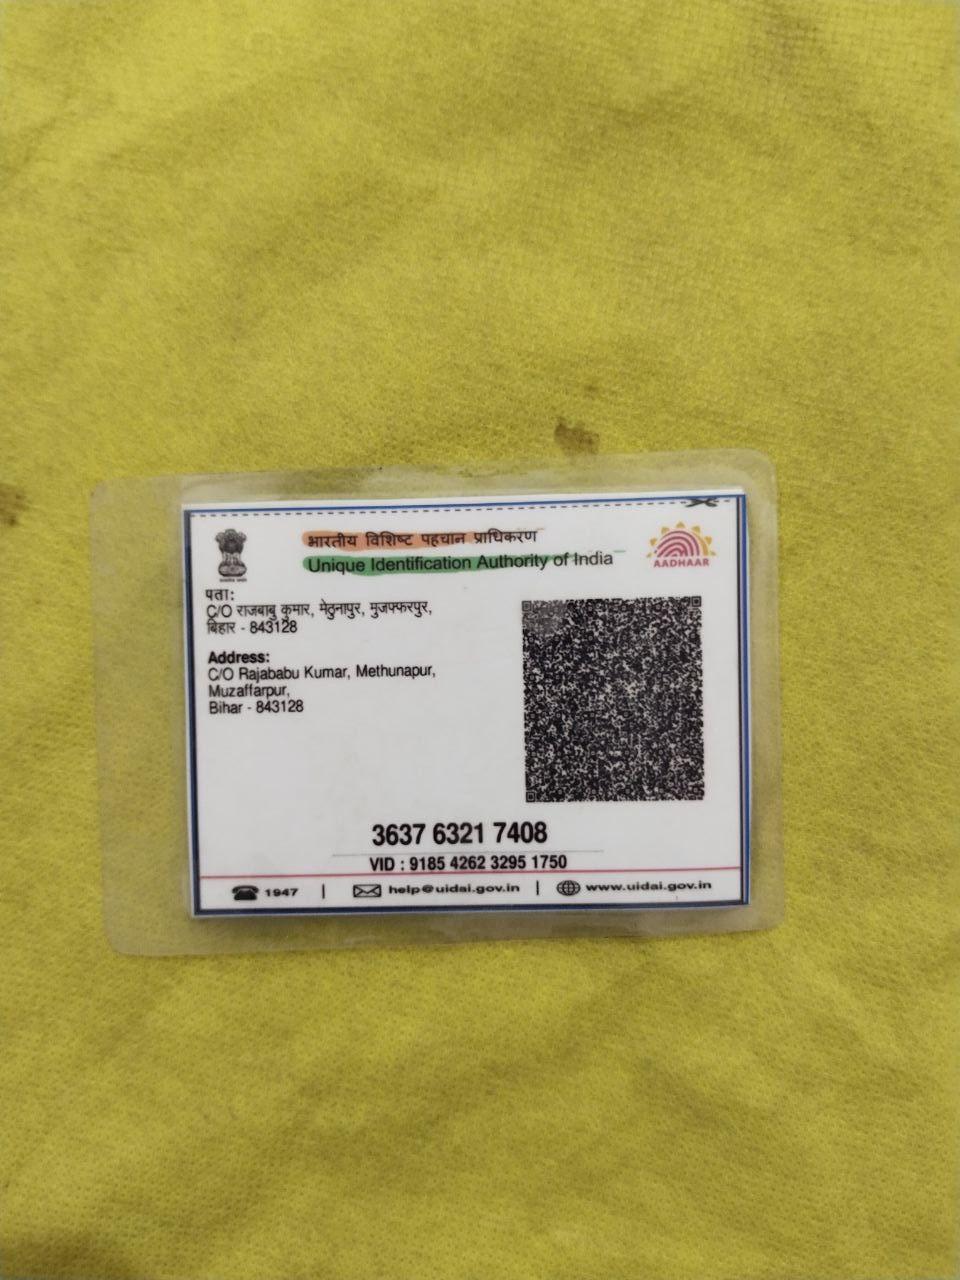 भारतीय विशिष्ट पहचान प्राधिकरण
Unique Identification Authority of India
AADHAAR
पता:
C/O राजबाबु कुमार, मेठुनापुर, मुजफ्फरपुर,
बिहार - 843128
Address:
C/O Rajababu Kumar, Methunapur,
Muzaffarpur,
Bihar - 843128
3637 6321 7408
VID : 9185 4262 3295 1750
1947 | help@uidai.gov.in | www.uidai.gov.in